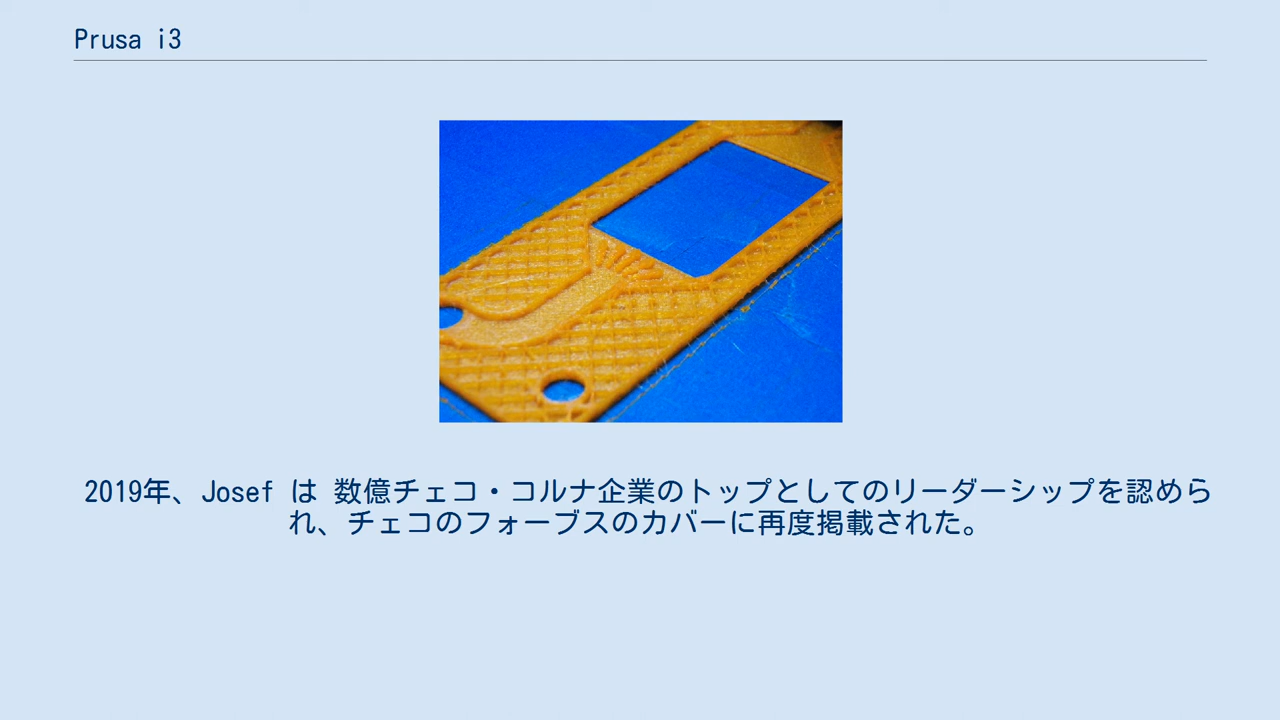 Prusa i3
2019年、Josef は 数億チェコ・コルナ企業のトップとしてのリーダーシップを認めら
れ、チェコのフォーブスのカバーに再度掲載された。